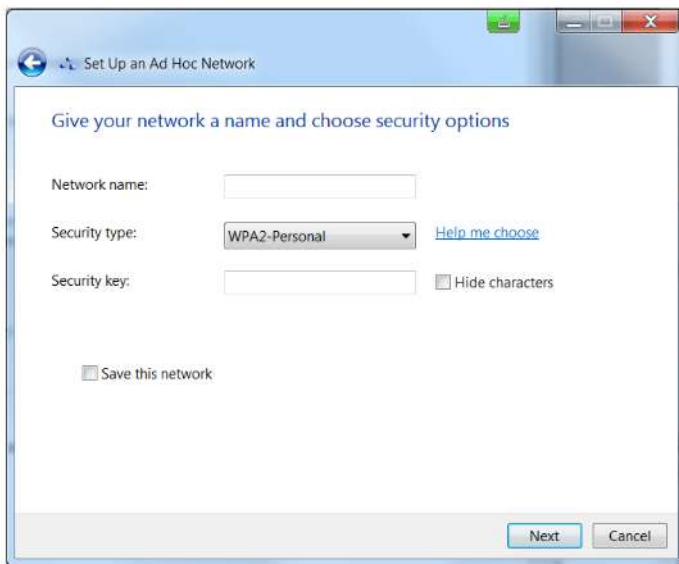 Set Up an Ad Hoc Network
Give your network a name and choose security options
Network name:
Security type: WPA2-Personal Help me choose
Security key: Hide characters
Save this network
Next Cancel